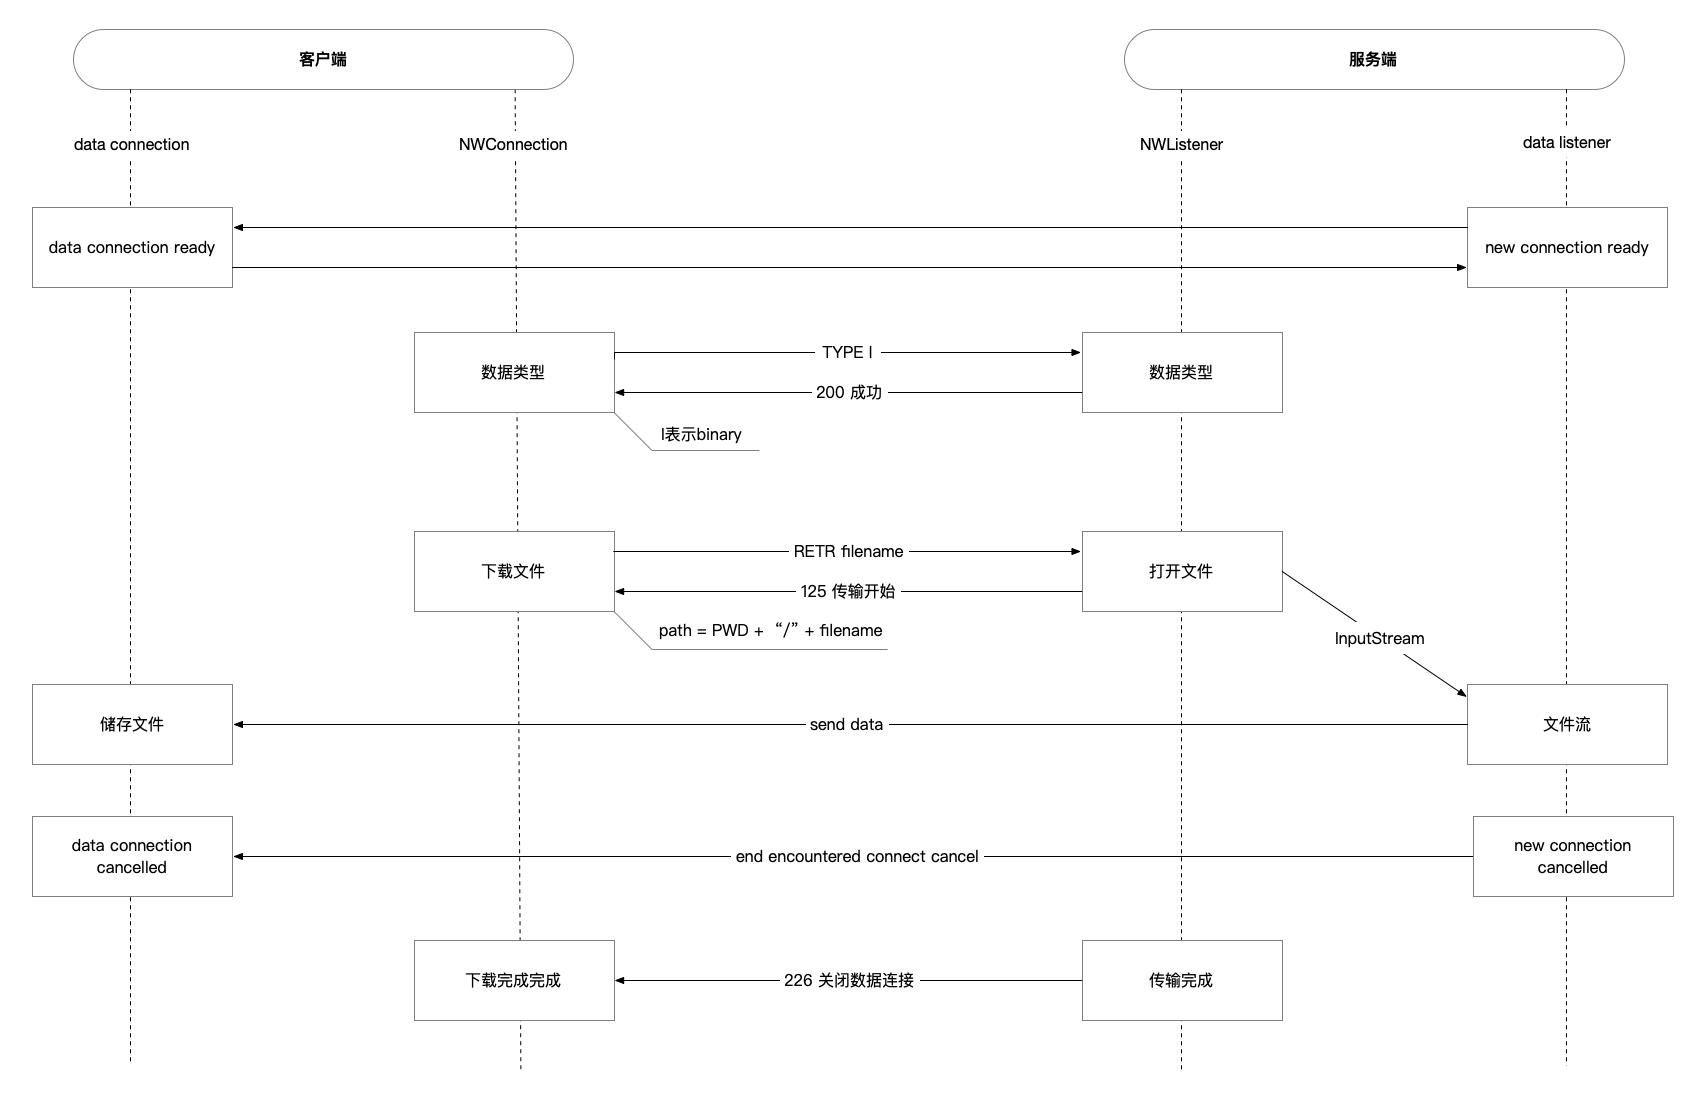 客户端
服务端
data connection
NWConnection
NWListener
data listener
data connection ready
new connection ready
数据类型
TYPE I
200 成功
数据类型
I表示binary
下载文件
RETR filename
125 传输开始
打开文件
path = PWD + “/” + filename
InputStream
储存文件
send data
文件流
data connection
cancelled
end encountered connect cancel
new connection
cancelled
下载完成完成
226 关闭数据连接
传输完成